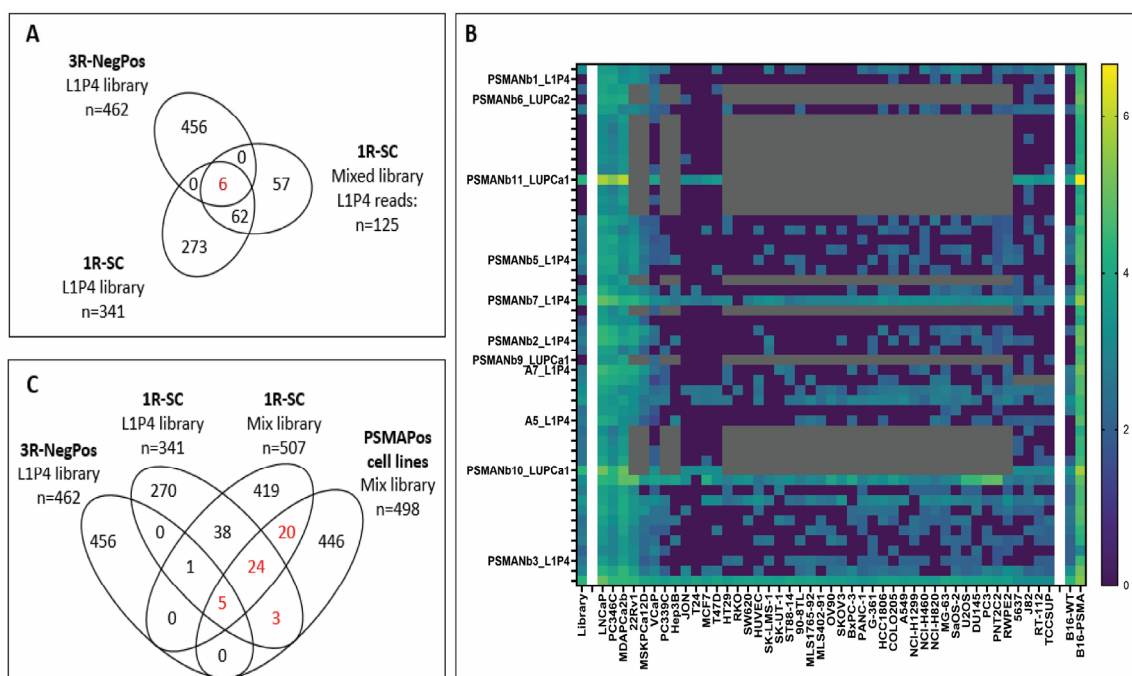 A
3R-NegPos
L1P4 library
n=462
456
0
1R-SC
Mixed library
L1P4 reads:
n=125
0
6
57
62
273
1R-SC
L1P4 library
n=341
B
PSMANb1_L1P4
PSMANb6_LUPCa2
PSMANb11_LUPCa1
PSMANb5_L1P4
PSMANb7_L1P4
PSMANb2_L1P4
PSMANb9_LUPCa1
A7_L1P4
A5_L1P4
PSMANb10_LUPCa1
PSMANb3_L1P4
6
4
2
0
Library
LNCaP
PC346C
MDAPCa2b
22Rv1
MSKPCa12D
VCaP
PC339C
Hep3B
JON
T24
MCF7
T47D
HT29
RKO
SW620
HUVEC
SK-LMS-1
SK-UT-1
ST88-14
90-8TL
MLS1765-92
MLS402-91
OV90
SKOV3
BxPC-3
PANC-1
G-361
HCC1806
COLO205
A549
NCI-H1299
NCI-H460
NCI-H820
MG-63
SaOS-2
U2OS
DU145
PC3
PNT2C2
RWPE2
5637
J82
RT-112
TCCSUP
B16-WT
B16-PSMA
C
3R-NegPos
L1P4 library
n=462
1R-SC
L1P4 library
n=341
1R-SC
Mix library
n=507
PSMAPos
cell lines
Mix library
n=498
270
419
456
0
38
20
446
1
24
0
5
3
0